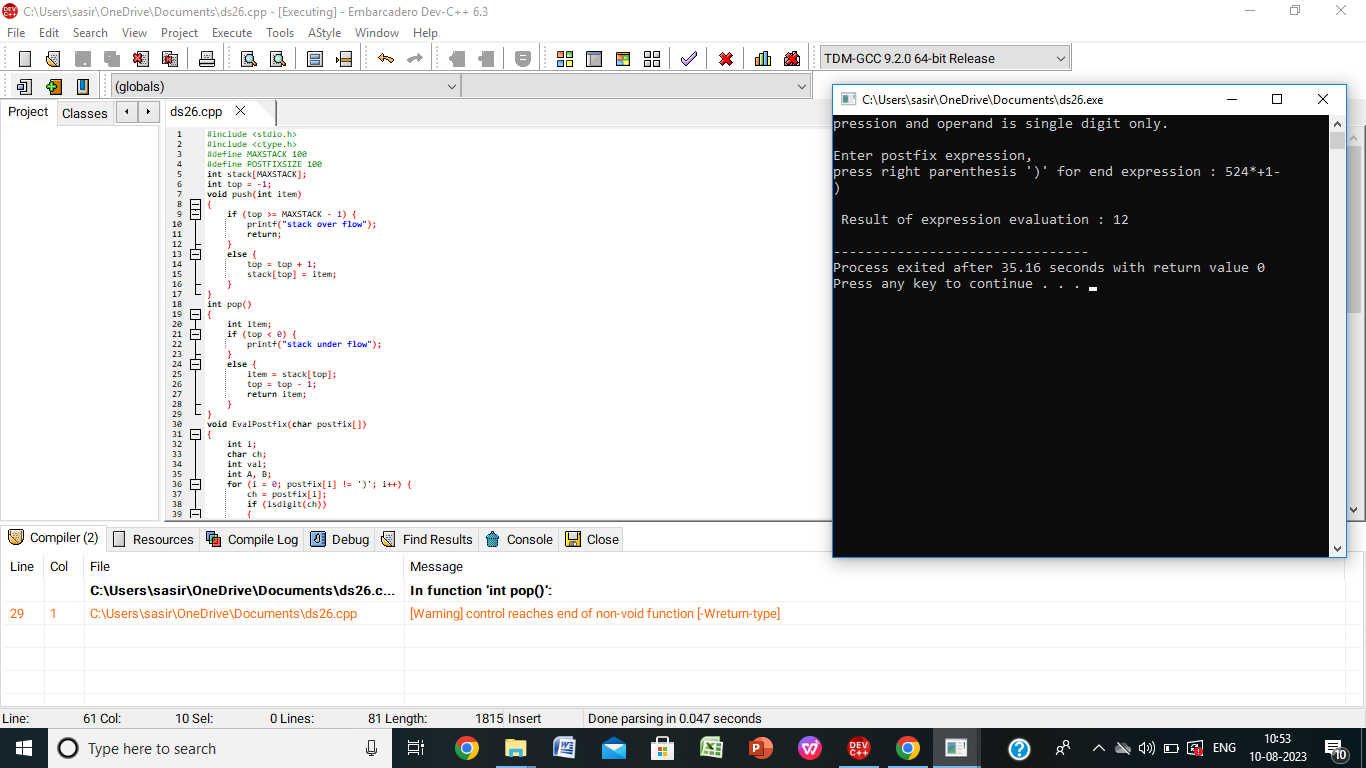 C:\Users\sasir\OneDrive\Documents\ds26.cpp - [Executing] - Embarcadero Dev-C++ 6.3
File Edit Search View Project Execute Tools AStyle Window Help
TDM-GCC 9.2.0 64-bit Release
(globals)
Project Classes
ds26.cpp
1 #include <stdio.h>
2 #include <ctype.h>
3 #define MAXSTACK 100
4 #define POSTFIXSIZE 100
5 int stack[MAXSTACK];
6 int top = -1;
7 void push(int item)
8 {
9 if (top >= MAXSTACK - 1) {
10 printf("stack over flow");
11 return;
12 }
13 else {
14 top = top + 1;
15 stack[top] = item;
16 }
17 }
18 int pop()
19 {
20 int item;
21 if (top < 0) {
22 printf("stack under flow");
23 }
24 else {
25 item = stack[top];
26 top = top - 1;
27 return item;
28 }
29 }
30 void EvalPostfix(char postfix[])
31 {
32 int i;
33 char ch;
34 int val;
35 int A, B;
36 for (i = 0; postfix[i] != ')'; i++) {
37 ch = postfix[i];
38 if (isdigit(ch))
39 {
C:\Users\sasir\OneDrive\Documents\ds26.exe
pression and operand is single digit only.
Enter postfix expression,
press right parenthesis ')' for end expression : 524*+1-
)
Result of expression evaluation : 12
--------------------------------
Process exited after 35.16 seconds with return value 0
Press any key to continue . . .
Compiler (2) Resources Compile Log Debug Find Results Console Close
Line Col File Message
C:\Users\sasir\OneDrive\Documents\ds26.c... In function 'int pop()':
29 1 C:\Users\sasir\OneDrive\Documents\ds26.cpp [Warning] control reaches end of non-void function [-Wreturn-type]
Line: 61 Col: 10 Sel: 0 Lines: 81 Length: 1815 Insert Done parsing in 0.047 seconds
Type here to search
ENG
10:53
10-08-2023
10